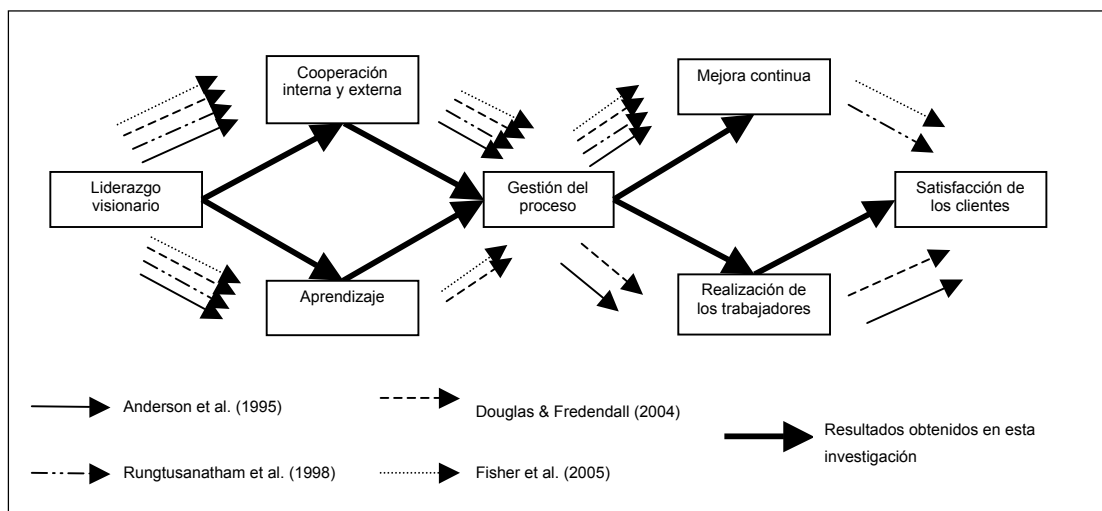 Cooperación
interna y externa
Mejora continua
Liderazgo
visionario
Gestión del
proceso
Satisfacción de
los clientes
Aprendizaje
Realización de
los trabajadores
Anderson et al. (1995)
Douglas & Fredendall (2004)
Resultados obtenidos en esta
investigación
Rungtusanatham et al. (1998)
Fisher et al. (2005)